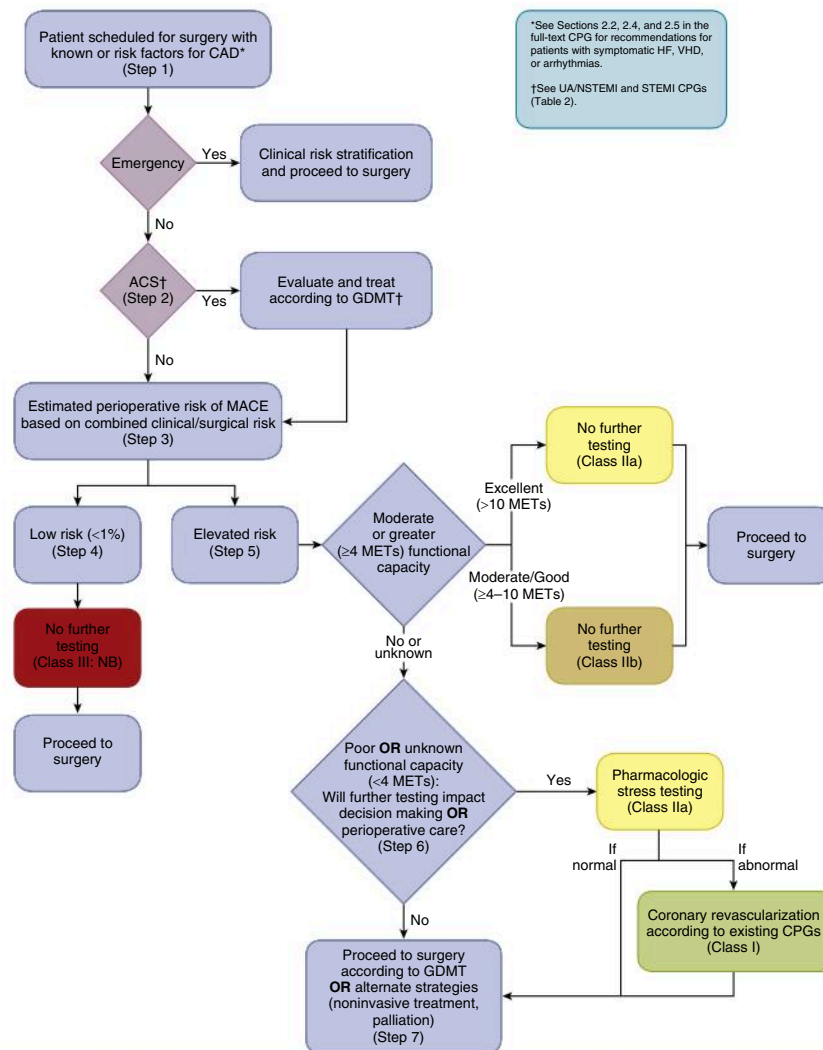 Patient scheduled for surgery with
known or risk factors for CAD*
(Step 1)
*See Sections 2.2, 2.4, and 2.5 in the
full-text CPG for recommendations for
patients with symptomatic HF, VHD,
or arrhythmias.
†See UA/NSTEMI and STEMI CPGs
(Table 2).
Emergency
Yes
Clinical risk stratification
and proceed to surgery
No
ACS†
(Step 2)
Yes
Evaluate and treat
according to GDMT†
No
Estimated perioperative risk of MACE
based on combined clinical/surgical risk
(Step 3)
Low risk (<1%)
(Step 4)
Elevated risk
(Step 5)
Moderate
or greater
(≥4 METs) functional
capacity
Excellent
(>10 METs)
No further
testing
(Class IIa)
Moderate/Good
(≥4–10 METs)
No further
testing
(Class IIb)
Proceed to
surgery
No further
testing
(Class III: NB)
Proceed to
surgery
No or
unknown
Poor OR unknown
functional capacity
(<4 METs):
Will further testing impact
decision making OR
perioperative care?
(Step 6)
Yes
Pharmacologic
stress testing
(Class IIa)
If
normal
If
abnormal
Coronary revascularization
according to existing CPGs
(Class I)
No
Proceed to surgery
according to GDMT
OR alternate strategies
(noninvasive treatment,
palliation)
(Step 7)